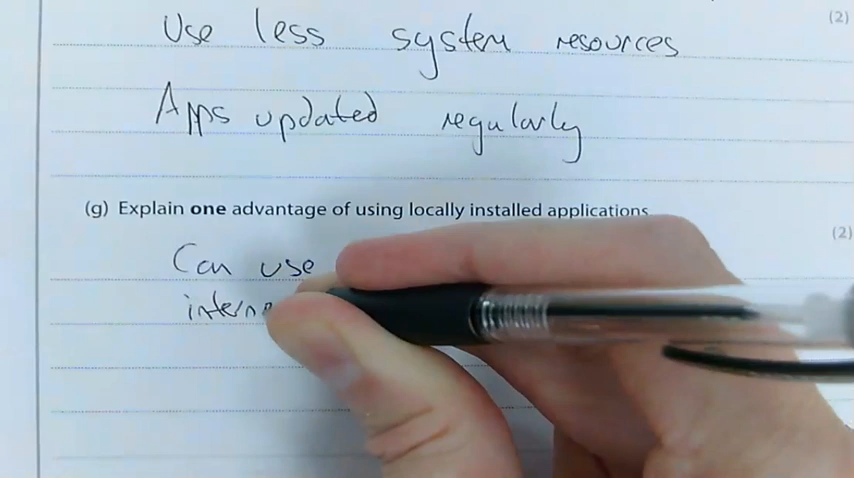 (2)
Use less system resources
Apps updated regularly
(g) Explain one advantage of using locally installed applications
(2)
Can use